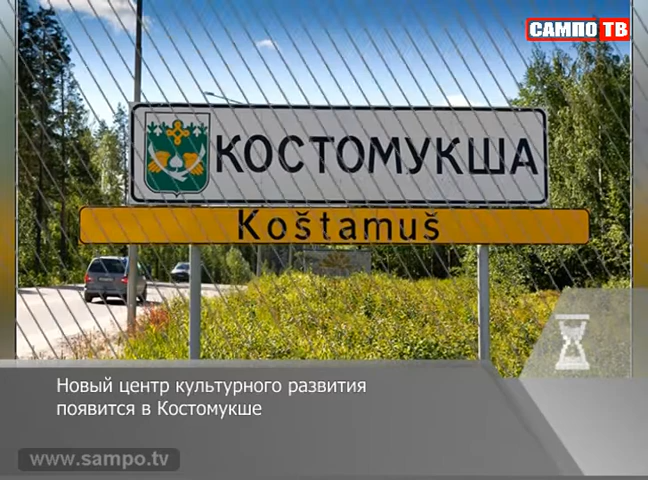 САМПО ТВ
КОСТОМУКША
Koštamuš
Новый центр культурного развития
появится в Костомукше
www.sampo.tv